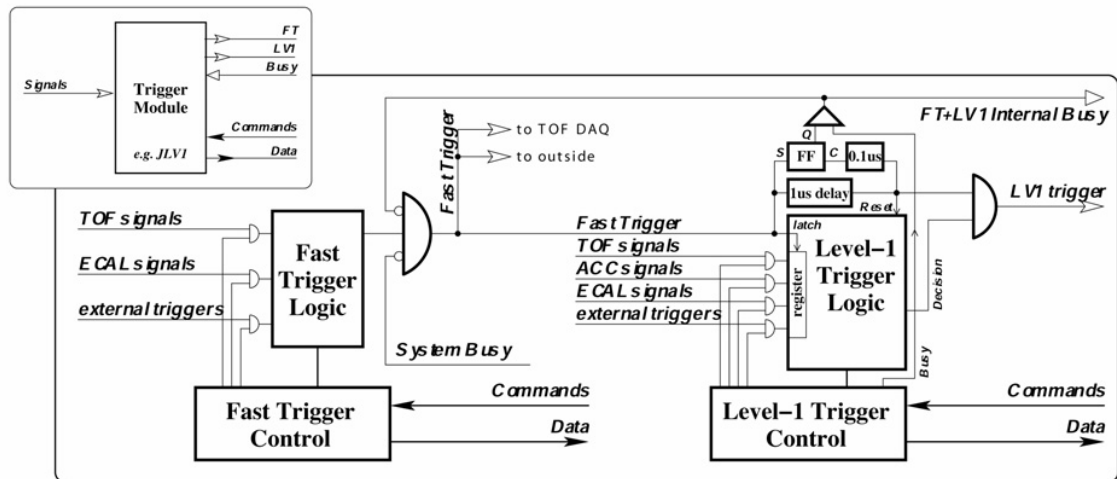 FT
LV1
Busy
Signals
Trigger
Module
Commands
e.g. JLV1
Data
FT+LV1 Internal Busy
to TOF DAQ
to outside
Fast Trigger
Q
S
FF
C
0.1us
1us delay
Reset
LV1 trigger
TOF signals
ECAL signals
external triggers
Fast
Trigger
Logic
System Busy
Fast Trigger
TOF signals
ACC signals
ECAL signals
external triggers
latch
register
Level-1
Trigger
Logic
Decision
Busy
Fast Trigger
Control
Commands
Data
Level-1 Trigger
Control
Commands
Data